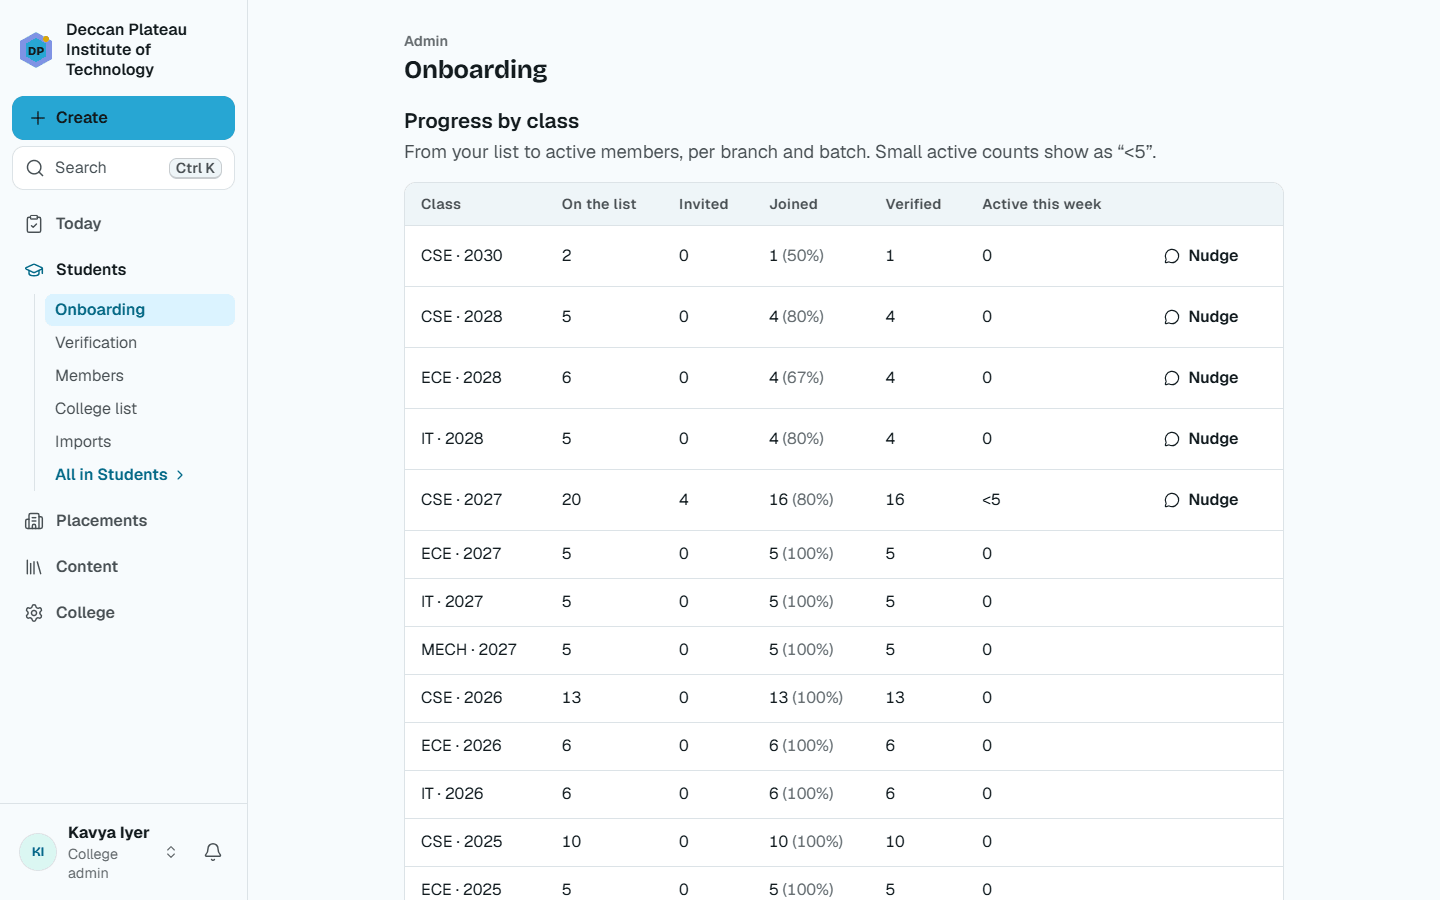 DP
Deccan Plateau
Institute of
Technology
Create
Search Ctrl K
Today
Students
Onboarding
Verification
Members
College list
Imports
All in Students
Placements
Content
College
KI
Kavya Iyer
College
admin
Admin
Onboarding
Progress by class
From your list to active members, per branch and batch. Small active counts show as “<5”.
Class On the list Invited Joined Verified Active this week
CSE · 2030 2 0 1 (50%) 1 0 Nudge
CSE · 2028 5 0 4 (80%) 4 0 Nudge
ECE · 2028 6 0 4 (67%) 4 0 Nudge
IT · 2028 5 0 4 (80%) 4 0 Nudge
CSE · 2027 20 4 16 (80%) 16 <5 Nudge
ECE · 2027 5 0 5 (100%) 5 0
IT · 2027 5 0 5 (100%) 5 0
MECH · 2027 5 0 5 (100%) 5 0
CSE · 2026 13 0 13 (100%) 13 0
ECE · 2026 6 0 6 (100%) 6 0
IT · 2026 6 0 6 (100%) 6 0
CSE · 2025 10 0 10 (100%) 10 0
ECE · 2025 5 0 5 (100%) 5 0